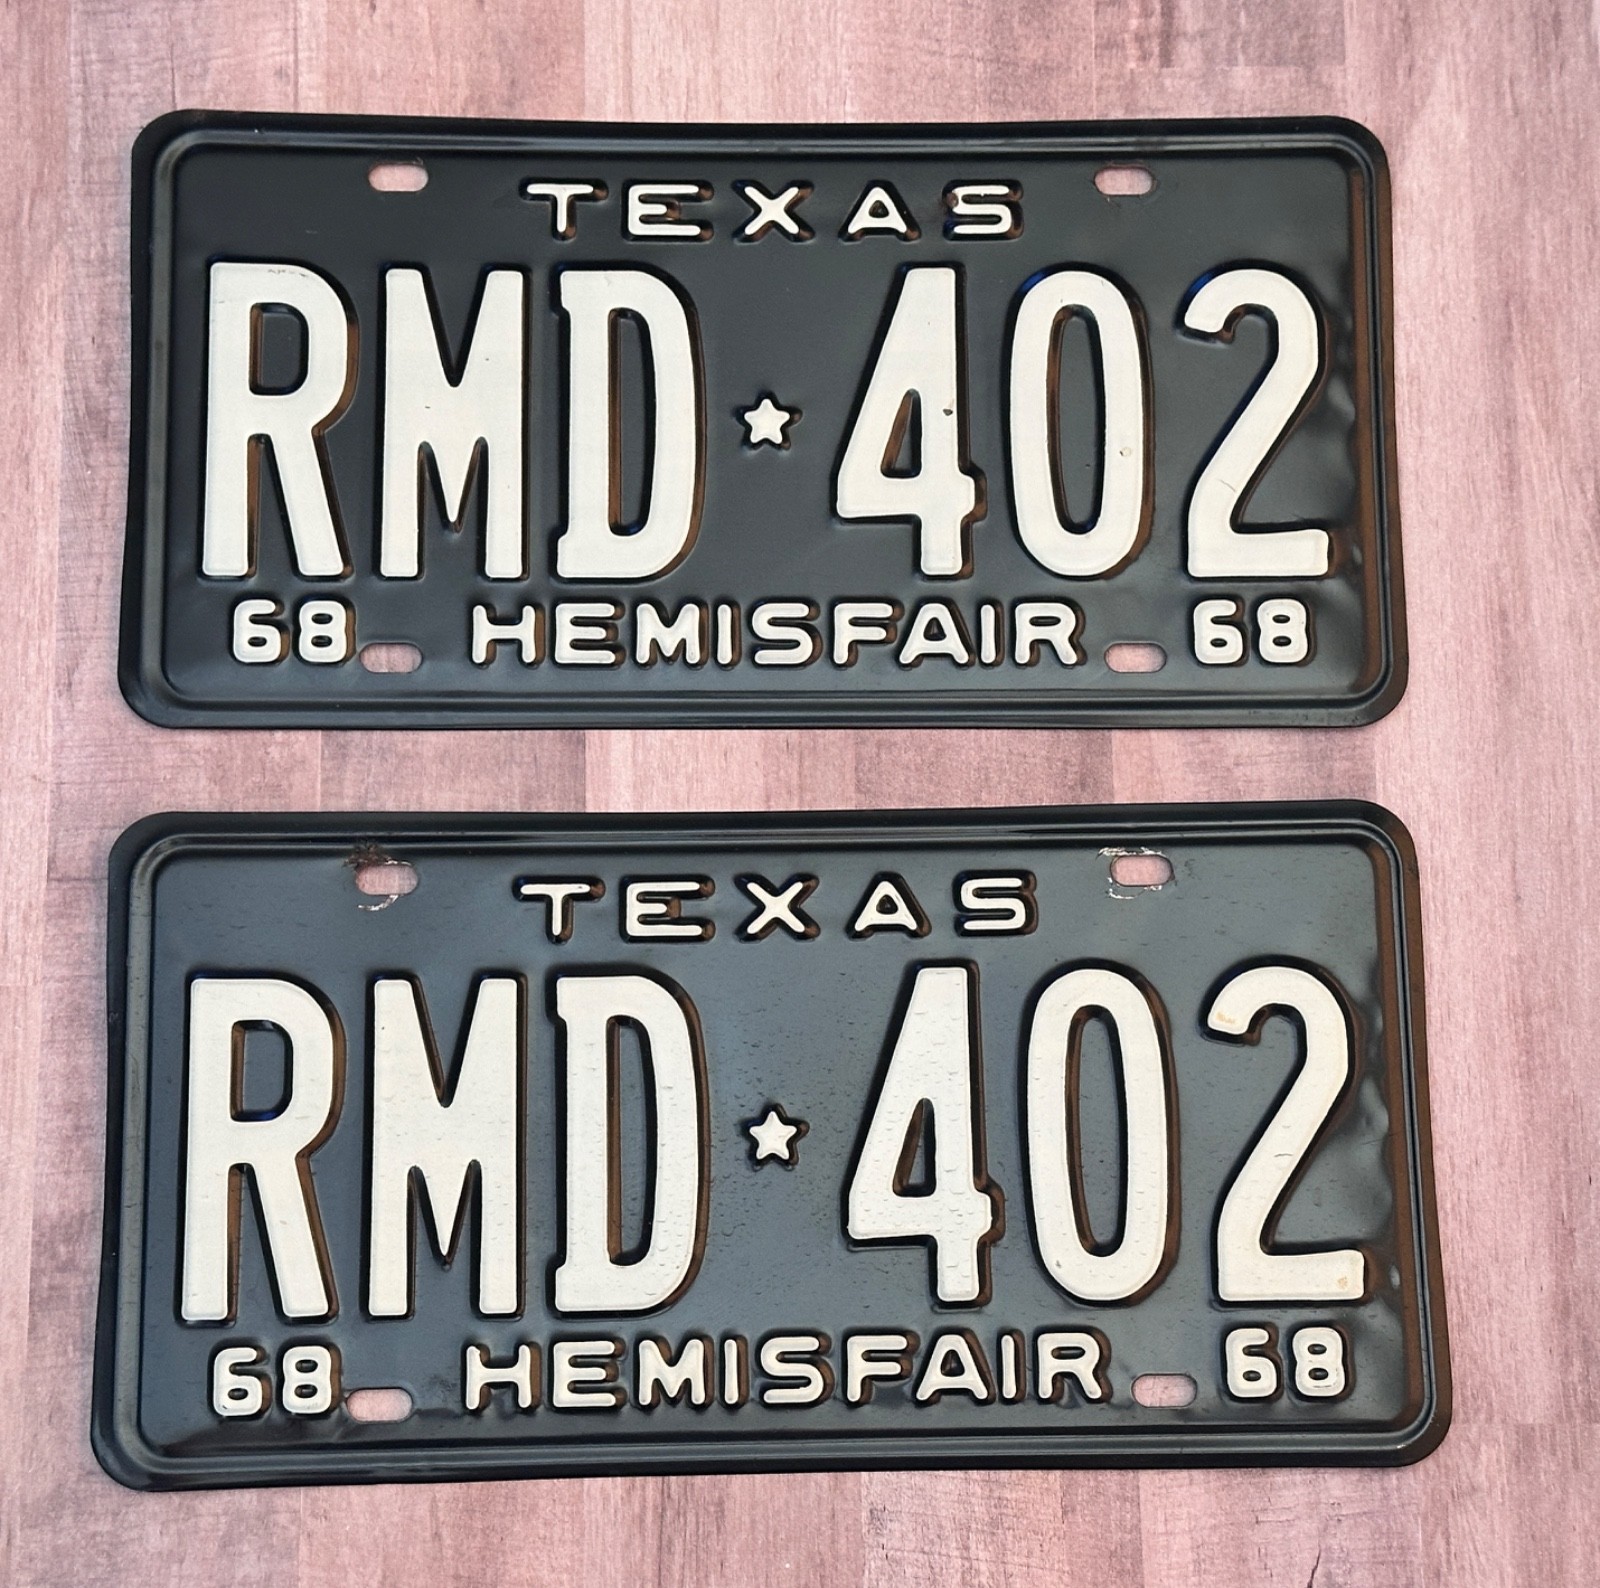 TEXAS
RMD★402
68 HEMISFAIR 68
TEXAS
RMD★402
68 HEMISFAIR 68